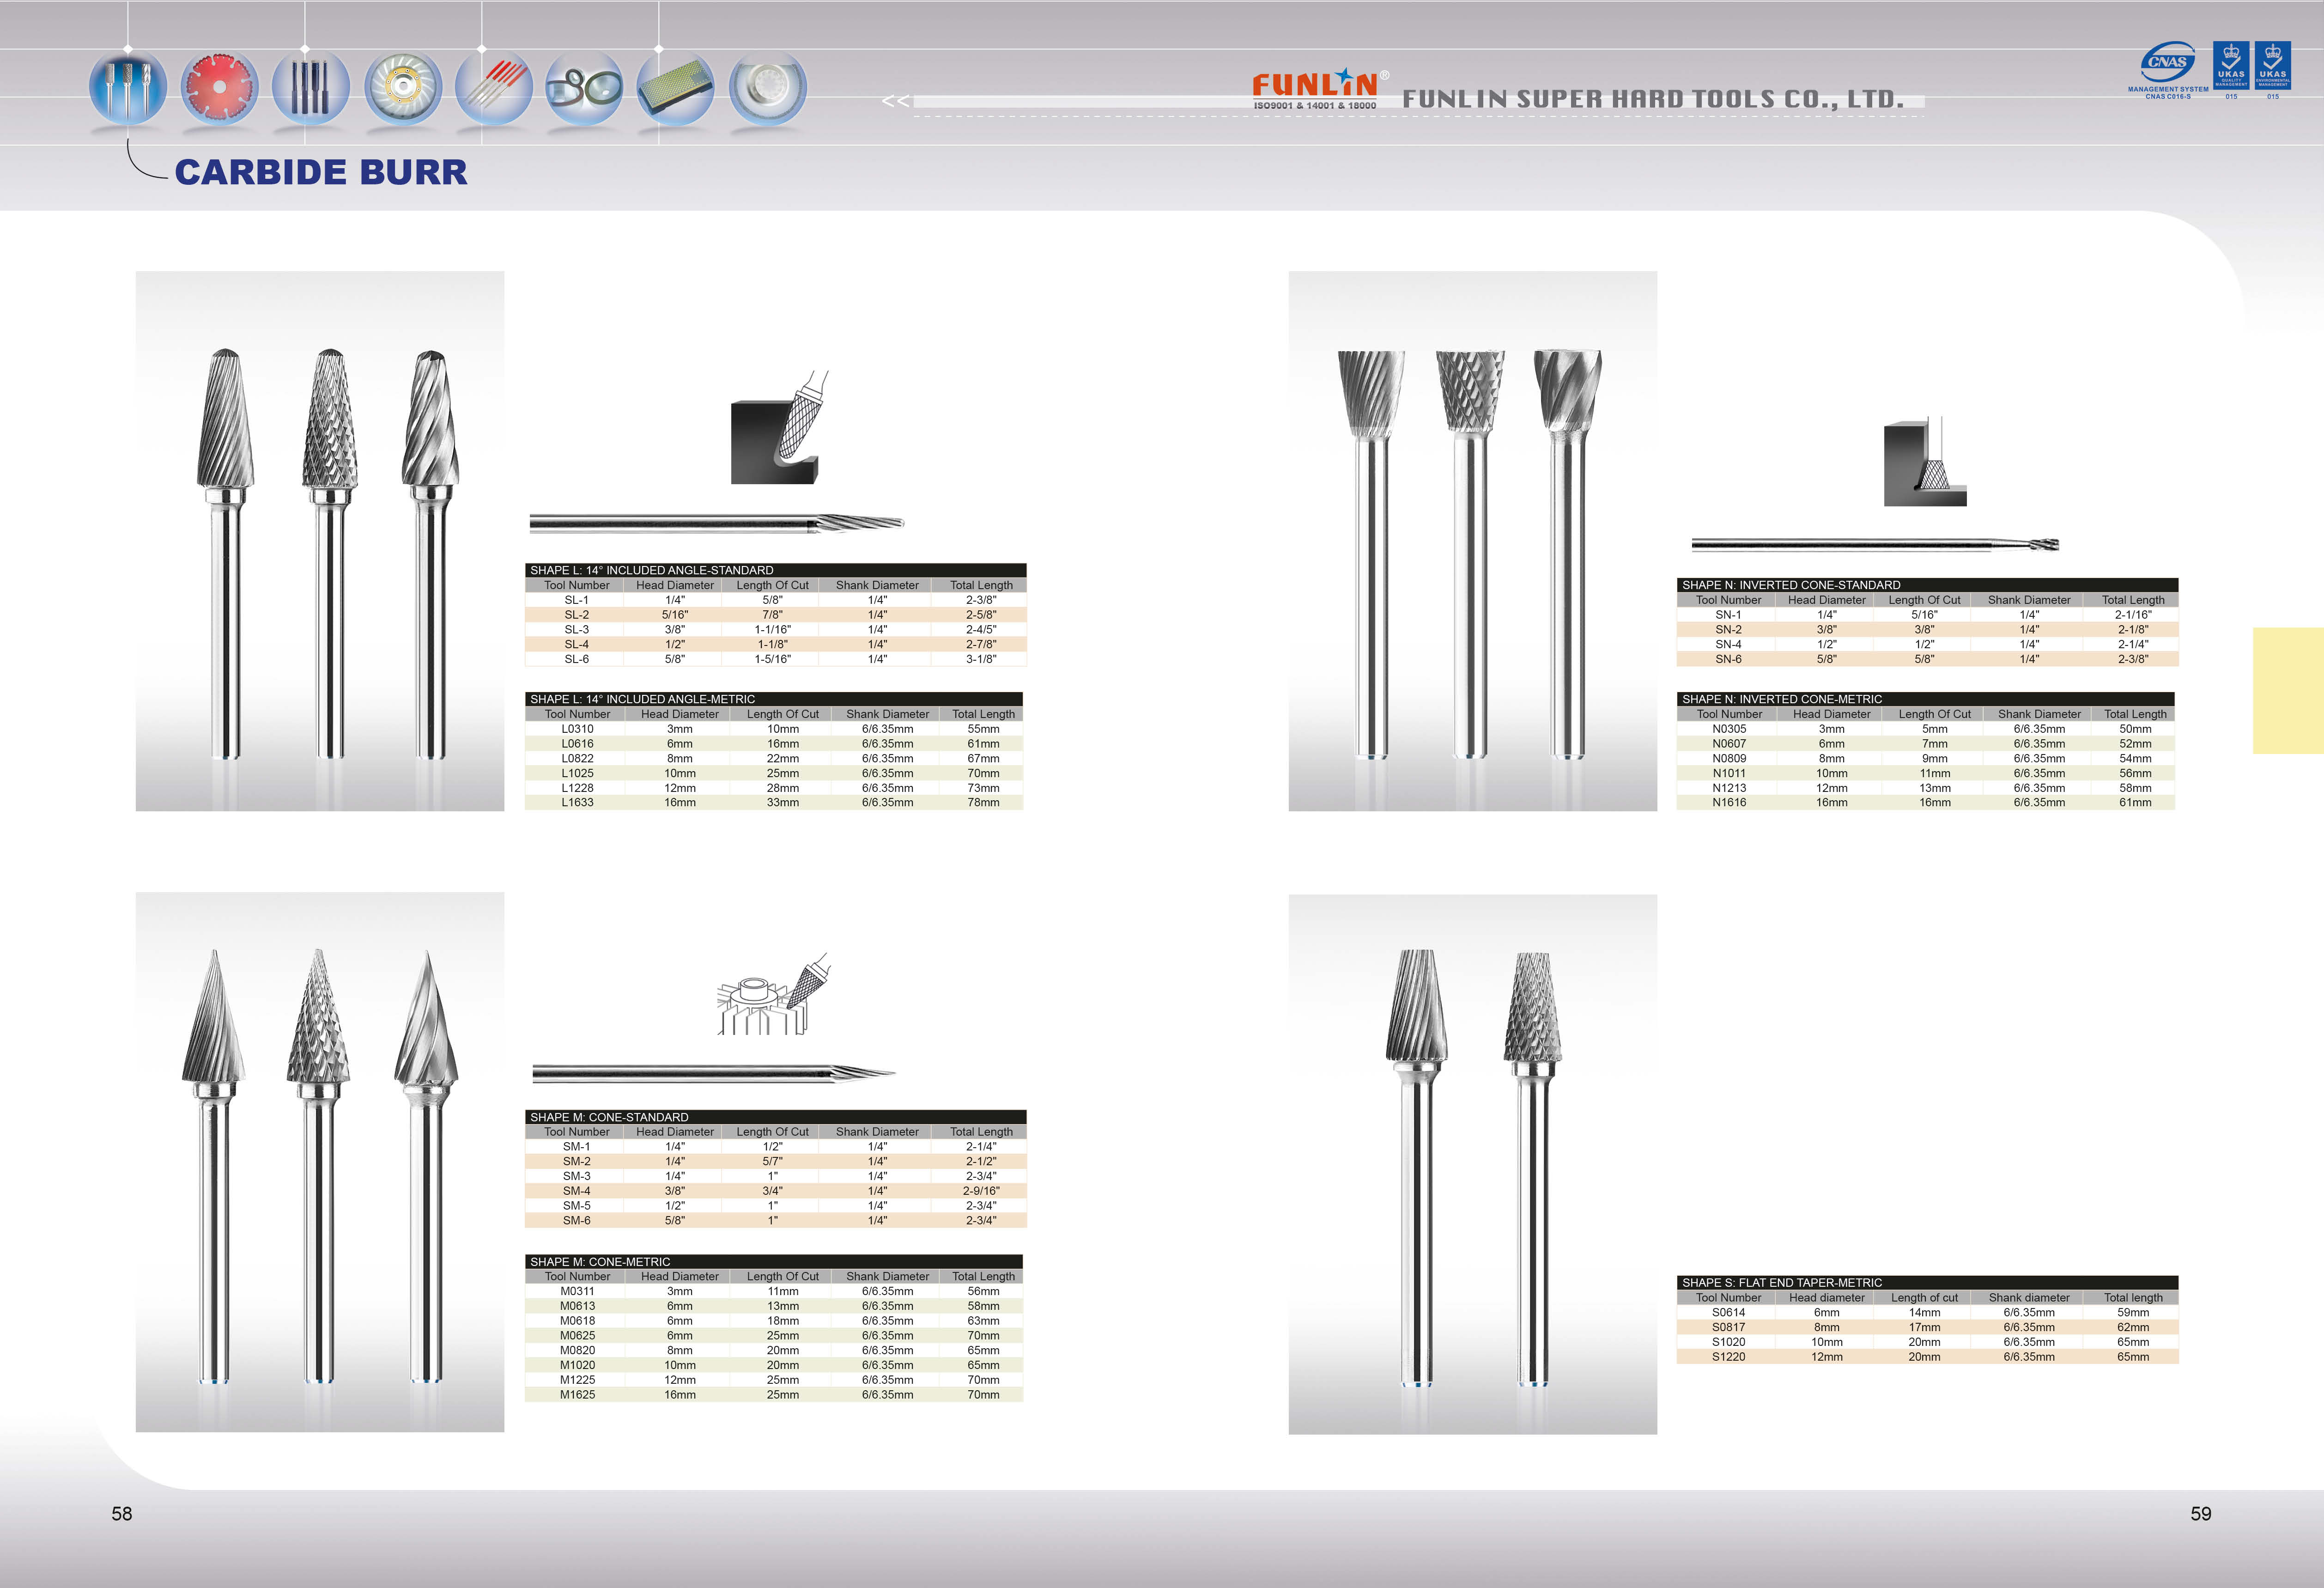 FUNLIN®
ISO9001 & 14001 & 18000
<< FUNLIN SUPER HARD TOOLS CO., LTD.
CNAS
MANAGEMENT SYSTEM
CNAS C016-S
UKAS
QUALITY
MANAGEMENT
015
UKAS
ENVIRONMENTAL
MANAGEMENT
015
CARBIDE BURR
SHAPE L: 14° INCLUDED ANGLE-STANDARD
Tool Number Head Diameter Length Of Cut Shank Diameter Total Length
SL-1 1/4" 5/8" 1/4" 2-3/8"
SL-2 5/16" 7/8" 1/4" 2-5/8"
SL-3 3/8" 1-1/16" 1/4" 2-4/5"
SL-4 1/2" 1-1/8" 1/4" 2-7/8"
SL-6 5/8" 1-5/16" 1/4" 3-1/8"
SHAPE L: 14° INCLUDED ANGLE-METRIC
Tool Number Head Diameter Length Of Cut Shank Diameter Total Length
L0310 3mm 10mm 6/6.35mm 55mm
L0616 6mm 16mm 6/6.35mm 61mm
L0822 8mm 22mm 6/6.35mm 67mm
L1025 10mm 25mm 6/6.35mm 70mm
L1228 12mm 28mm 6/6.35mm 73mm
L1633 16mm 33mm 6/6.35mm 78mm
SHAPE M: CONE-STANDARD
Tool Number Head Diameter Length Of Cut Shank Diameter Total Length
SM-1 1/4" 1/2" 1/4" 2-1/4"
SM-2 1/4" 5/7" 1/4" 2-1/2"
SM-3 1/4" 1" 1/4" 2-3/4"
SM-4 3/8" 3/4" 1/4" 2-9/16"
SM-5 1/2" 1" 1/4" 2-3/4"
SM-6 5/8" 1" 1/4" 2-3/4"
SHAPE M: CONE-METRIC
Tool Number Head Diameter Length Of Cut Shank Diameter Total Length
M0311 3mm 11mm 6/6.35mm 56mm
M0613 6mm 13mm 6/6.35mm 58mm
M0618 6mm 18mm 6/6.35mm 63mm
M0625 6mm 25mm 6/6.35mm 70mm
M0820 8mm 20mm 6/6.35mm 65mm
M1020 10mm 20mm 6/6.35mm 65mm
M1225 12mm 25mm 6/6.35mm 70mm
M1625 16mm 25mm 6/6.35mm 70mm
58
SHAPE N: INVERTED CONE-STANDARD
Tool Number Head Diameter Length Of Cut Shank Diameter Total Length
SN-1 1/4" 5/16" 1/4" 2-1/16"
SN-2 3/8" 3/8" 1/4" 2-1/8"
SN-4 1/2" 1/2" 1/4" 2-1/4"
SN-6 5/8" 5/8" 1/4" 2-3/8"
SHAPE N: INVERTED CONE-METRIC
Tool Number Head Diameter Length Of Cut Shank Diameter Total Length
N0305 3mm 5mm 6/6.35mm 50mm
N0607 6mm 7mm 6/6.35mm 52mm
N0809 8mm 9mm 6/6.35mm 54mm
N1011 10mm 11mm 6/6.35mm 56mm
N1213 12mm 13mm 6/6.35mm 58mm
N1616 16mm 16mm 6/6.35mm 61mm
SHAPE S: FLAT END TAPER-METRIC
Tool Number Head diameter Length of cut Shank diameter Total length
S0614 6mm 14mm 6/6.35mm 59mm
S0817 8mm 17mm 6/6.35mm 62mm
S1020 10mm 20mm 6/6.35mm 65mm
S1220 12mm 20mm 6/6.35mm 65mm
59